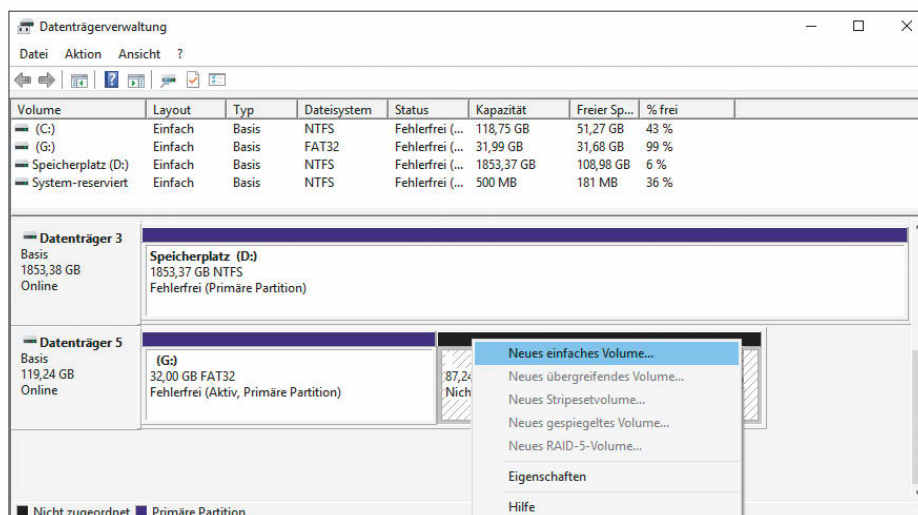 Datenträgerverwaltung
Datei Aktion Ansicht ?
Volume Layout Typ Dateisystem Status Kapazität Freier Sp... % frei
(C:) Einfach Basis NTFS Fehlerfrei (... 118,75 GB 51,27 GB 43 %
(G:) Einfach Basis FAT32 Fehlerfrei (... 31,99 GB 31,68 GB 99 %
Speicherplatz (D:) Einfach Basis NTFS Fehlerfrei (... 1853,37 GB 108,98 GB 6 %
System-reserviert Einfach Basis NTFS Fehlerfrei (... 500 MB 181 MB 36 %
Datenträger 3
Basis
1853,38 GB
Online
Speicherplatz (D:)
1853,37 GB NTFS
Fehlerfrei (Primäre Partition)
Datenträger 5
Basis
119,24 GB
Online
(G:)
32,00 GB FAT32
Fehlerfrei (Aktiv, Primäre Partition)
87,24
Nich
Neues einfaches Volume...
Neues übergreifendes Volume...
Neues Stripesetvolume...
Neues gespiegeltes Volume...
Neues RAID-5-Volume...
Eigenschaften
Hilfe
Nicht zugeordnet Primäre Partition